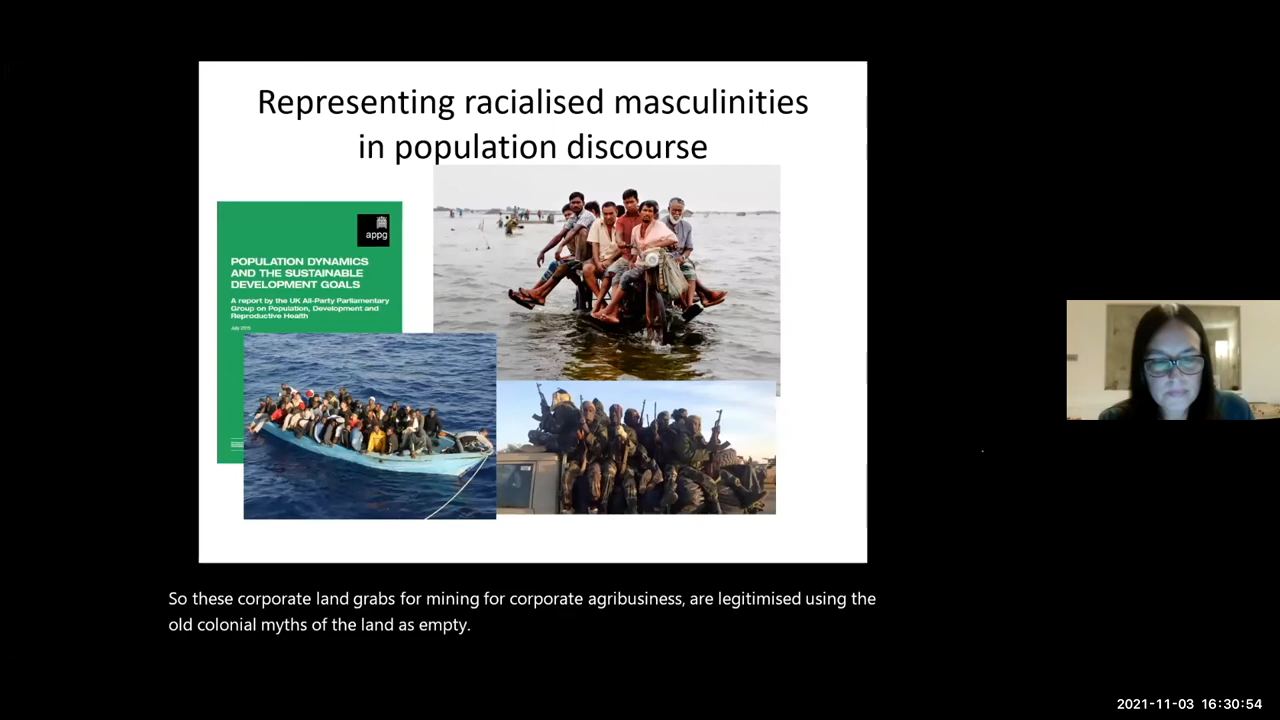 Representing racialised masculinities
in population discourse
appg
POPULATION DYNAMICS
AND THE SUSTAINABLE
DEVELOPMENT GOALS
A report by the UK All-Party Parliamentary
Group on Population, Development and
Reproductive Health
July 2015
So these corporate land grabs for mining for corporate agribusiness, are legitimised using the
old colonial myths of the land as empty.
2021-11-03 16:30:54